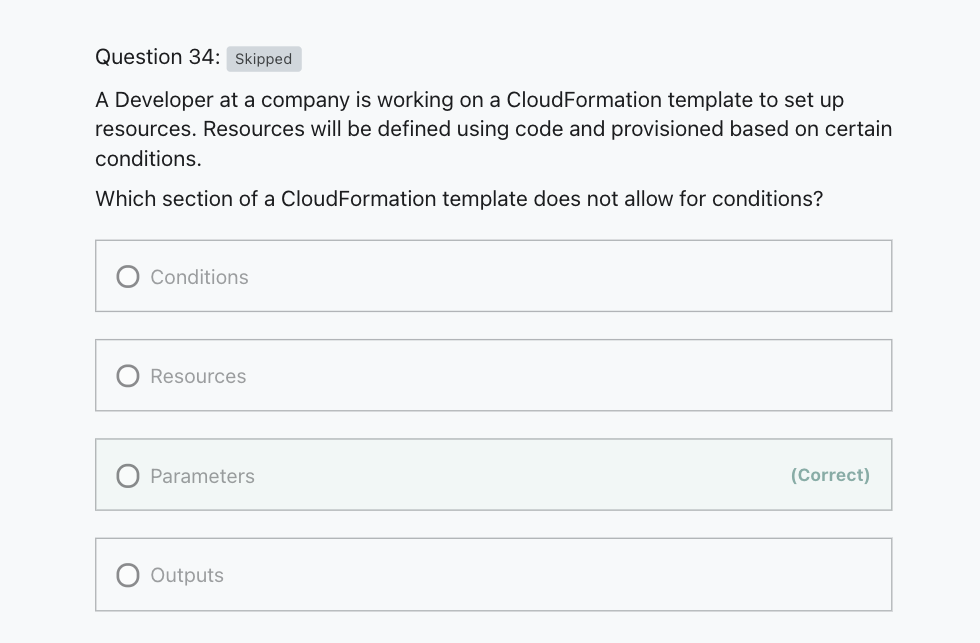 Question 34: Skipped
A Developer at a company is working on a CloudFormation template to set up
resources. Resources will be defined using code and provisioned based on certain
conditions.
Which section of a CloudFormation template does not allow for conditions?
Conditions
Resources
Parameters (Correct)
Outputs